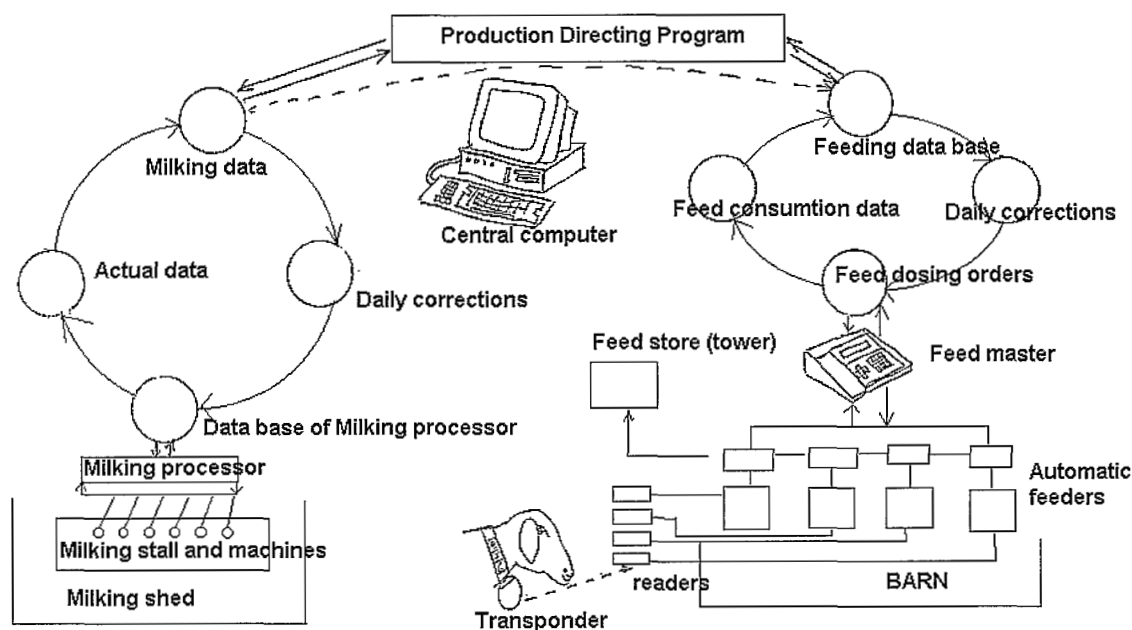 Production Directing Program
Milking data
Feeding data base
Feed consumtion data
Daily corrections
Central computer
Actual data
Daily corrections
Feed dosing orders
Feed store (tower)
Feed master
Data base of Milking processor
Milking processor
Automatic
feeders
Milking stall and machines
Milking shed
readers
BARN
Transponder